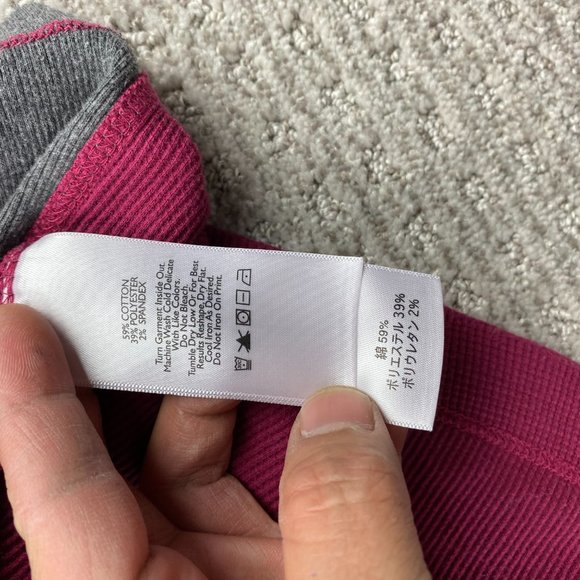 59% COTTON
39% POLYESTER
2% SPANDEX
Turn Garment Inside Out.
Machine Wash Cold Delicate
With Like Colors.
Do Not Bleach.
Tumble Dry Low Or For Best
Results Reshape Dry Flat.
Cool Iron As Desired.
Do Not Iron On Print.
綿 59%
ポリエステル 39%
ポリウレタン 2%